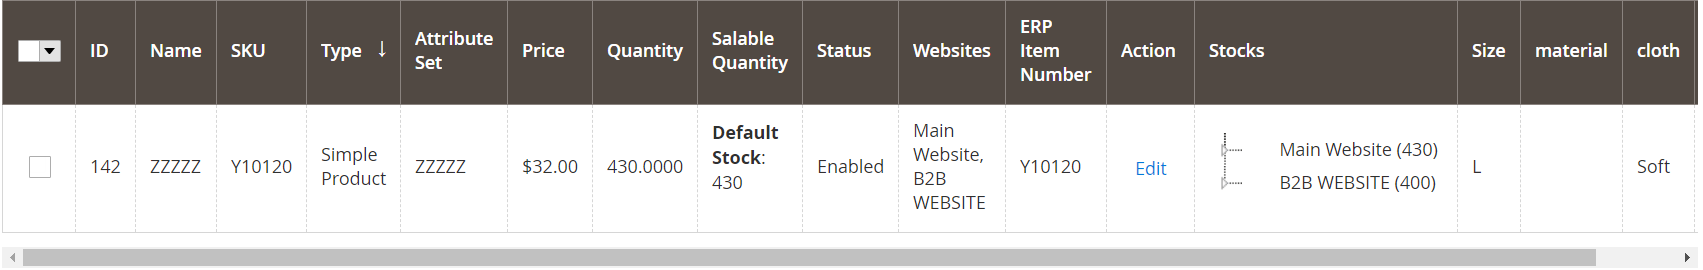 ID Name SKU Type ↓ Attribute Set Price Quantity Salable Quantity Status Websites ERP Item Number Action Stocks Size material cloth
142 ZZZZZ Y10120 Simple Product ZZZZZ $32.00 430.0000 Default Stock: 430 Enabled Main Website, B2B WEBSITE Y10120 Edit Main Website (430) B2B WEBSITE (400) L Soft